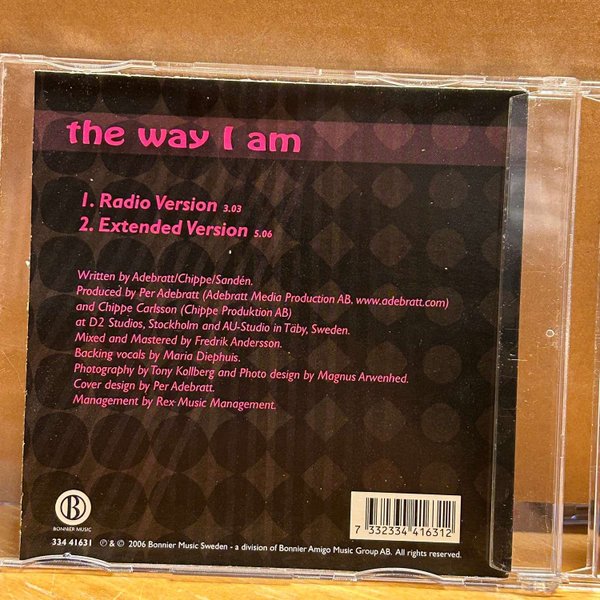 the way I am
1. Radio Version 3.03
2. Extended Version 5.06
Written by Adebratt/Chippe/Sandén.
Produced by Per Adebratt (Adebratt Media Production AB, www.adebratt.com)
and Chippe Carlsson (Chippe Produktion AB)
at D2 Studios, Stockholm and AU-Studio in Täby, Sweden.
Mixed and Mastered by Fredrik Andersson.
Backing vocals by Maria Diephuis.
Photography by Tony Kollberg and Photo design by Magnus Arwenhed.
Cover design by Per Adebratt.
Management by Rex Music Management.
B
BONNIER MUSIC
7 332334 416312
334 41631 ℗ & © 2006 Bonnier Music Sweden - a division of Bonnier Amigo Music Group AB. All rights reserved.